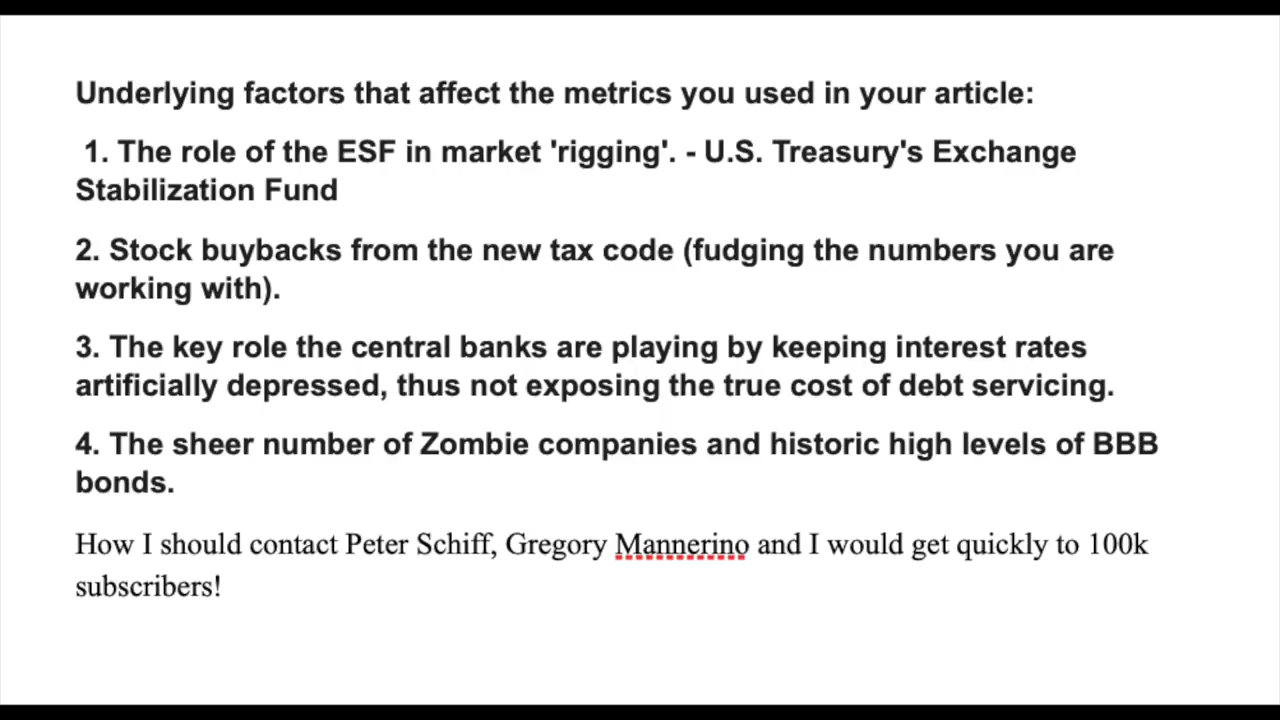 Underlying factors that affect the metrics you used in your article:
1. The role of the ESF in market 'rigging'. - U.S. Treasury's Exchange
Stabilization Fund
2. Stock buybacks from the new tax code (fudging the numbers you are
working with).
3. The key role the central banks are playing by keeping interest rates
artificially depressed, thus not exposing the true cost of debt servicing.
4. The sheer number of Zombie companies and historic high levels of BBB
bonds.
How I should contact Peter Schiff, Gregory Mannerino and I would get quickly to 100k
subscribers!